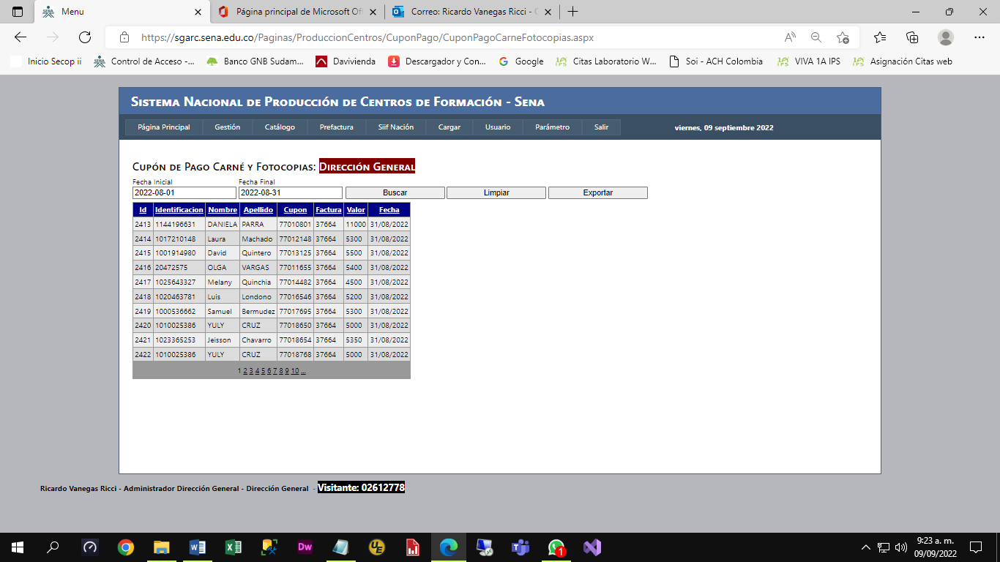 Menu
Página principal de Microsoft Off
Correo: Ricardo Vanegas Ricci - O
https://sgarc.sena.edu.co/Paginas/ProduccionCentros/CuponPago/CuponPagoCarneFotocopias.aspx
Inicio Secop ii
Control de Acceso -...
Banco GNB Sudam...
Davivienda
Descargador y Con...
Google
Citas Laboratorio W...
Soi - ACH Colombia
VIVA 1A IPS
Asignación Citas web
Sistema Nacional de Producción de Centros de Formación - Sena
Página Principal Gestión Catálogo Prefactura Siif Nación Cargar Usuario Parámetro Salir viernes, 09 septiembre 2022
Cupón de Pago Carné y Fotocopias: Dirección General
Fecha Inicial Fecha Final
2022-08-01 2022-08-31 Buscar Limpiar Exportar
Id Identificacion Nombre Apellido Cupon Factura Valor Fecha
2413 1144196631 DANIELA PARRA 77010801 37664 11000 31/08/2022
2414 1017210148 Laura Machado 77012148 37664 5300 31/08/2022
2415 1001914980 David Quintero 77013125 37664 5500 31/08/2022
2416 20472575 OLGA VARGAS 77011655 37664 5400 31/08/2022
2417 1025643327 Melany Quinchia 77014482 37664 4500 31/08/2022
2418 1020463781 Luis Londono 77016546 37664 5200 31/08/2022
2419 1000536662 Samuel Bermudez 77017695 37664 5300 31/08/2022
2420 1010025386 YULY CRUZ 77018650 37664 5000 31/08/2022
2421 1023365253 Jeisson Chavarro 77018654 37664 5350 31/08/2022
2422 1010025386 YULY CRUZ 77018768 37664 5000 31/08/2022
1 2 3 4 5 6 7 8 9 10 ...
Ricardo Vanegas Ricci - Administrador Dirección General - Dirección General - Visitante: 02612778
Dw
1
9:23 a. m.
09/09/2022